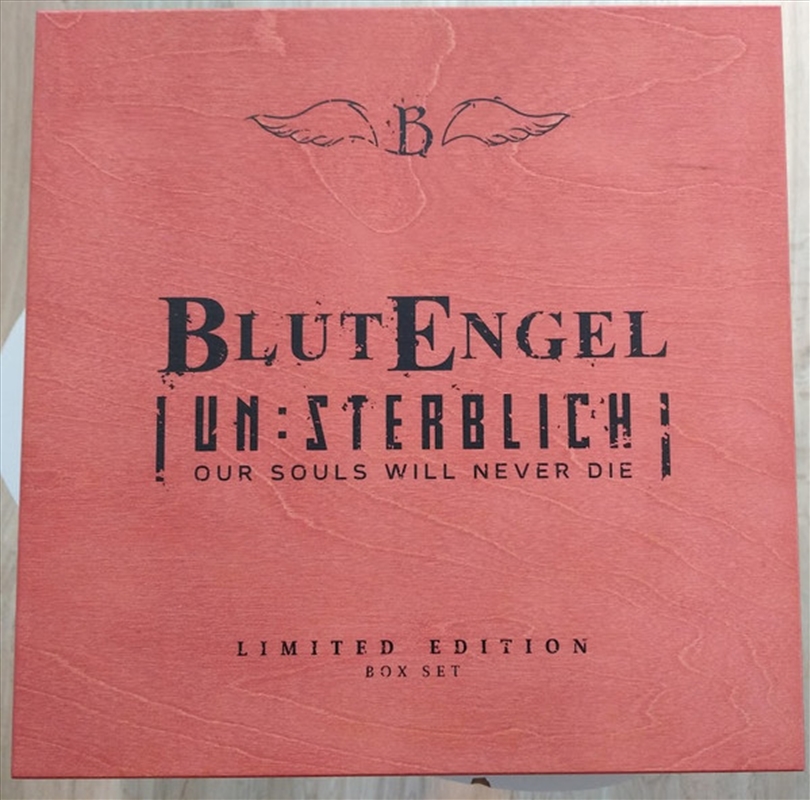 B
BLUTENGEL
[UN:STERBLICH]
OUR SOULS WILL NEVER DIE
LIMITED EDITION
BOX SET